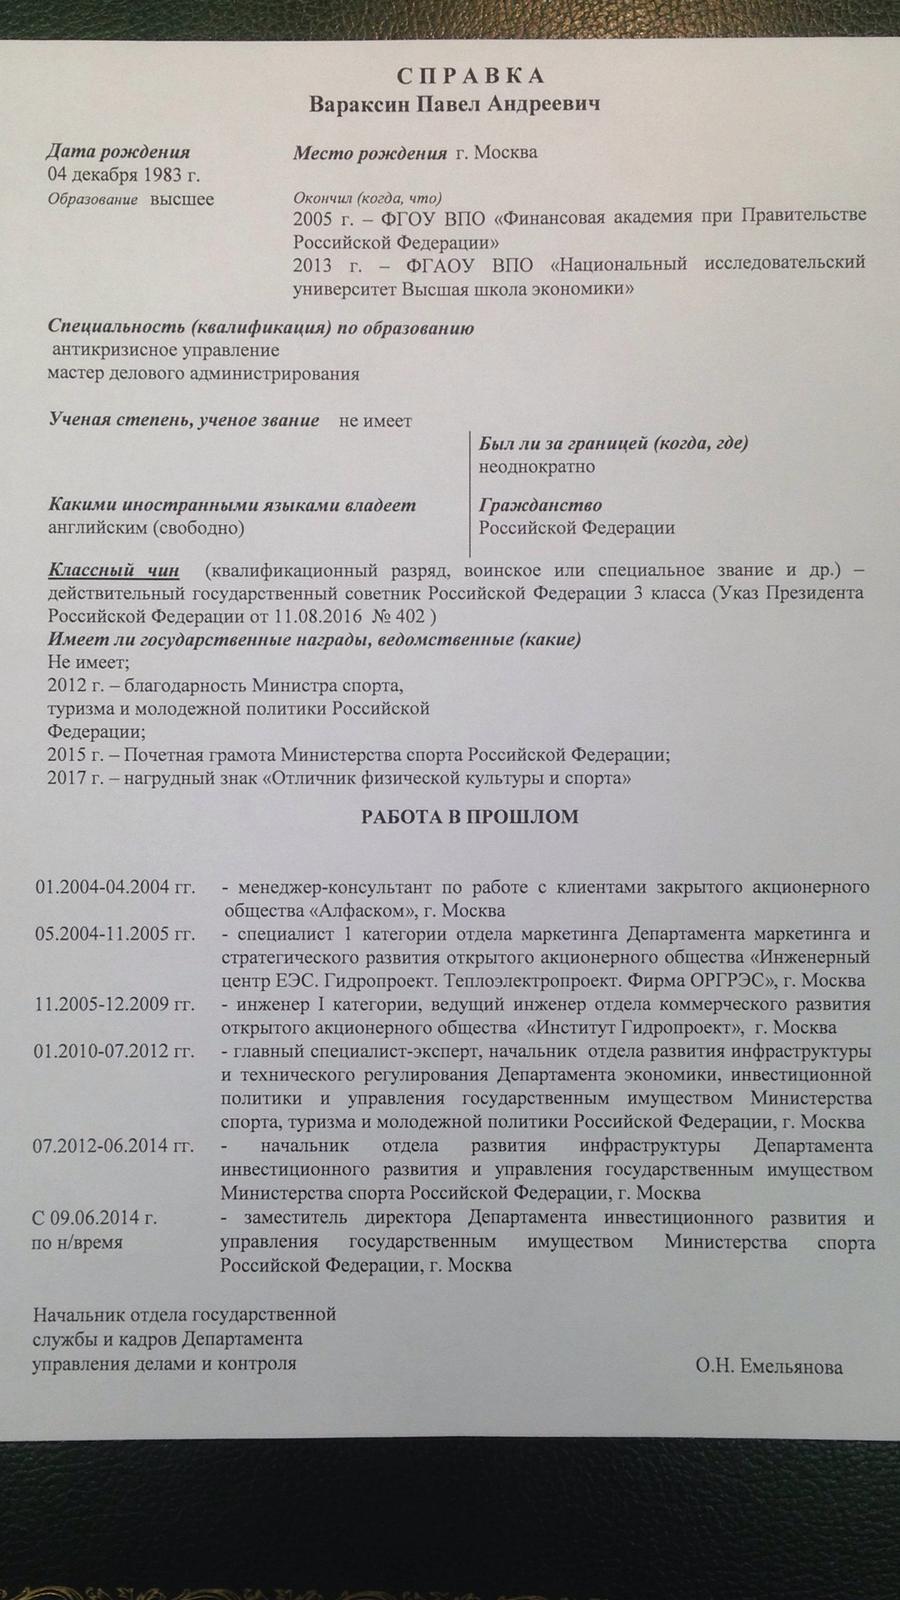 С П Р А В К А
Вараксин Павел Андреевич
Дата рождения
04 декабря 1983 г.
Место рождения г. Москва
Образование высшее
Окончил (когда, что)
2005 г. – ФГОУ ВПО «Финансовая академия при Правительстве
Российской Федерации»
2013 г. – ФГАОУ ВПО «Национальный исследовательский
университет Высшая школа экономики»
Специальность (квалификация) по образованию
антикризисное управление
мастер делового администрирования
Ученая степень, ученое звание не имеет
Был ли за границей (когда, где)
неоднократно
Какими иностранными языками владеет
английским (свободно)
Гражданство
Российской Федерации
Классный чин (квалификационный разряд, воинское или специальное звание и др.) –
действительный государственный советник Российской Федерации 3 класса (Указ Президента
Российской Федерации от 11.08.2016 № 402 )
Имеет ли государственные награды, ведомственные (какие)
Не имеет;
2012 г. – благодарность Министра спорта,
туризма и молодежной политики Российской
Федерации;
2015 г. – Почетная грамота Министерства спорта Российской Федерации;
2017 г. – нагрудный знак «Отличник физической культуры и спорта»
РАБОТА В ПРОШЛОМ
01.2004-04.2004 гг. - менеджер-консультант по работе с клиентами закрытого акционерного
общества «Алфаском», г. Москва
05.2004-11.2005 гг. - специалист 1 категории отдела маркетинга Департамента маркетинга и
стратегического развития открытого акционерного общества «Инженерный
центр ЕЭС. Гидропроект. Теплоэлектропроект. Фирма ОРГРЭС», г. Москва
11.2005-12.2009 гг. - инженер I категории, ведущий инженер отдела коммерческого развития
открытого акционерного общества «Институт Гидропроект», г. Москва
01.2010-07.2012 гг. - главный специалист-эксперт, начальник отдела развития инфраструктуры
и технического регулирования Департамента экономики, инвестиционной
политики и управления государственным имуществом Министерства
спорта, туризма и молодежной политики Российской Федерации, г. Москва
07.2012-06.2014 гг. - начальник отдела развития инфраструктуры Департамента
инвестиционного развития и управления государственным имуществом
Министерства спорта Российской Федерации, г. Москва
С 09.06.2014 г. - заместитель директора Департамента инвестиционного развития и
по н/время управления государственным имуществом Министерства спорта
Российской Федерации, г. Москва
Начальник отдела государственной
службы и кадров Департамента
управления делами и контроля О.Н. Емельянова